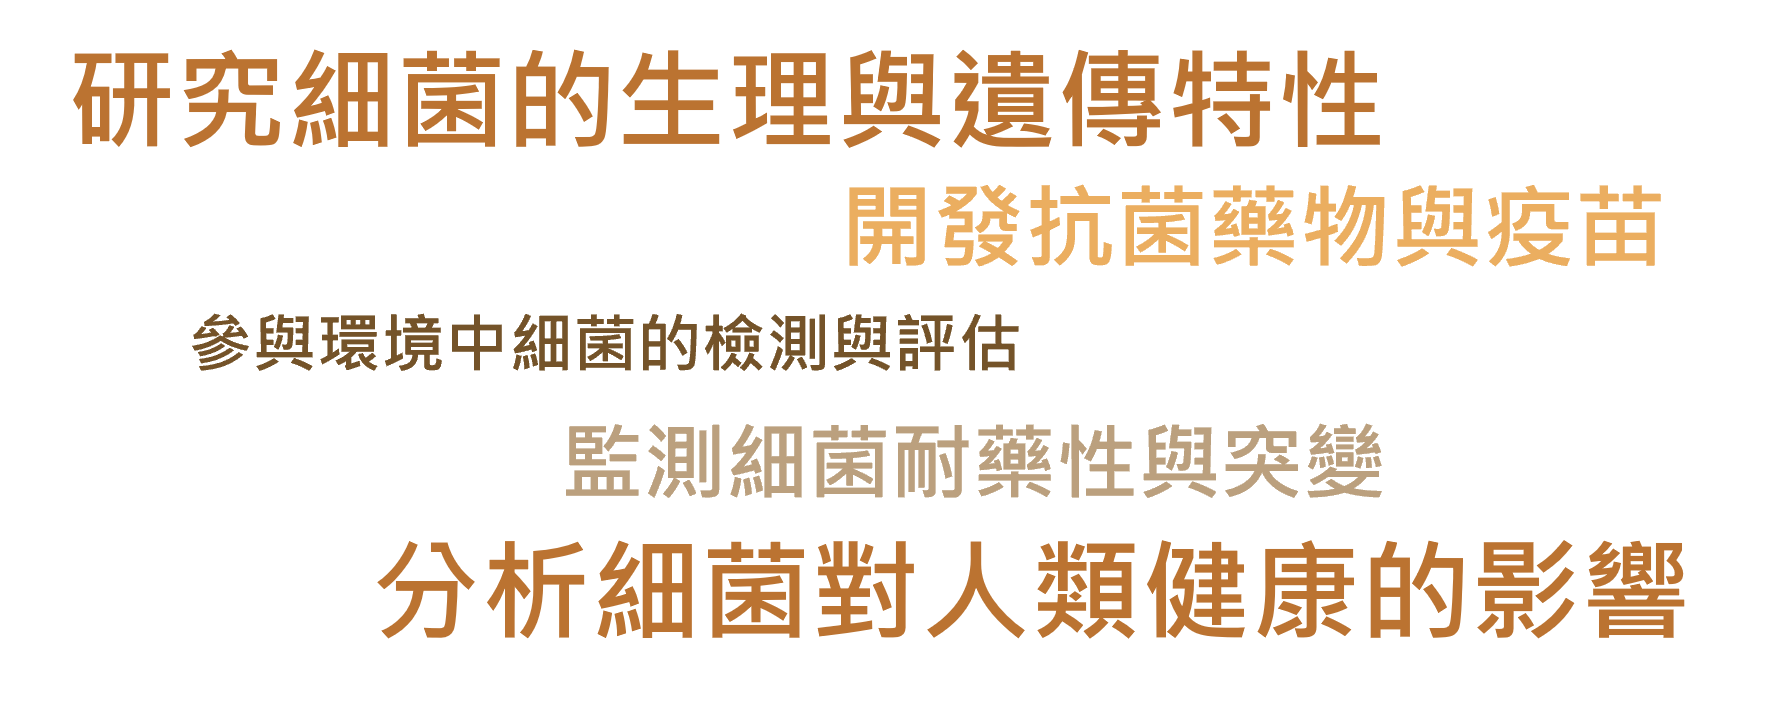 研究細菌的生理與遺傳特性
開發抗菌藥物與疫苗
參與環境中細菌的檢測與評估
監測細菌耐藥性與突變
分析細菌對人類健康的影響